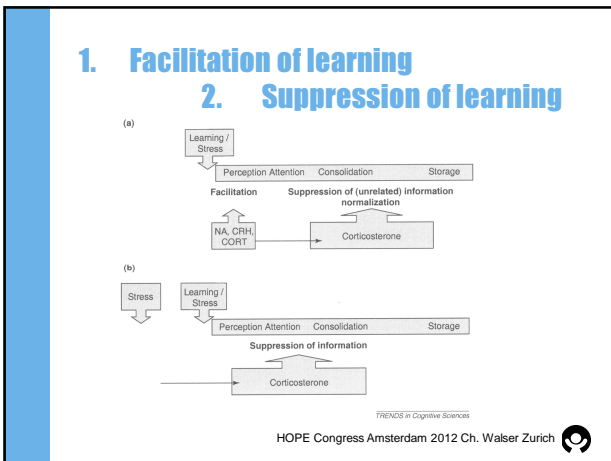 1. Facilitation of learning
2. Suppression of learning
(a)
Learning /
Stress
Perception Attention Consolidation Storage
Facilitation Suppression of (unrelated) information
normalization
NA, CRH,
CORT
Corticosterone
(b)
Stress
Learning /
Stress
Perception Attention Consolidation Storage
Suppression of information
Corticosterone
TRENDS in Cognitive Sciences
HOPE Congress Amsterdam 2012 Ch. Walser Zurich